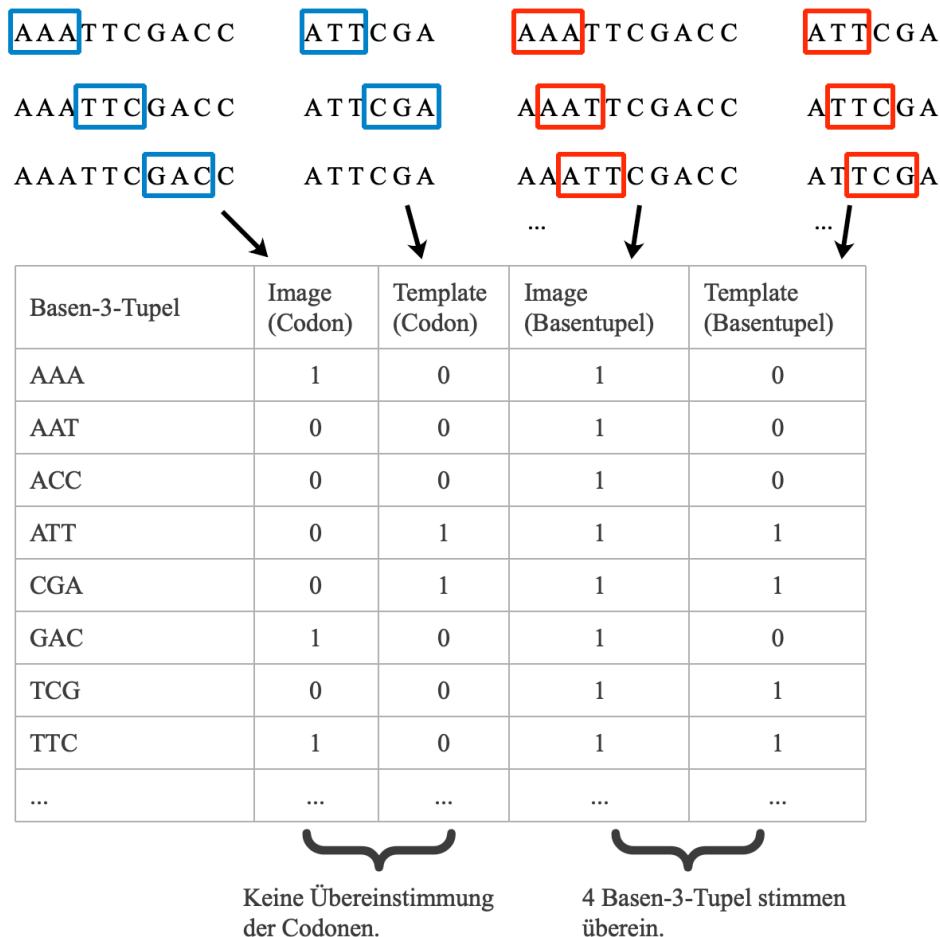 AAATTCGACC ATTCGA AAATTCGACC ATTCGA
AAATTCGACC ATTCGA AAATTCGACC ATTCGA
AAATTCGACC ATTCGA AAATTCGACC ATTCGA
... ...
Basen-3-Tupel Image (Codon) Template (Codon) Image (Basentupel) Template (Basentupel)
AAA 1 0 1 0
AAT 0 0 1 0
ACC 0 0 1 0
ATT 0 1 1 1
CGA 0 1 1 1
GAC 1 0 1 0
TCG 0 0 1 1
TTC 1 0 1 1
... ... ... ... ...
Keine Übereinstimmung
der Codonen.
4 Basen-3-Tupel stimmen
überein.